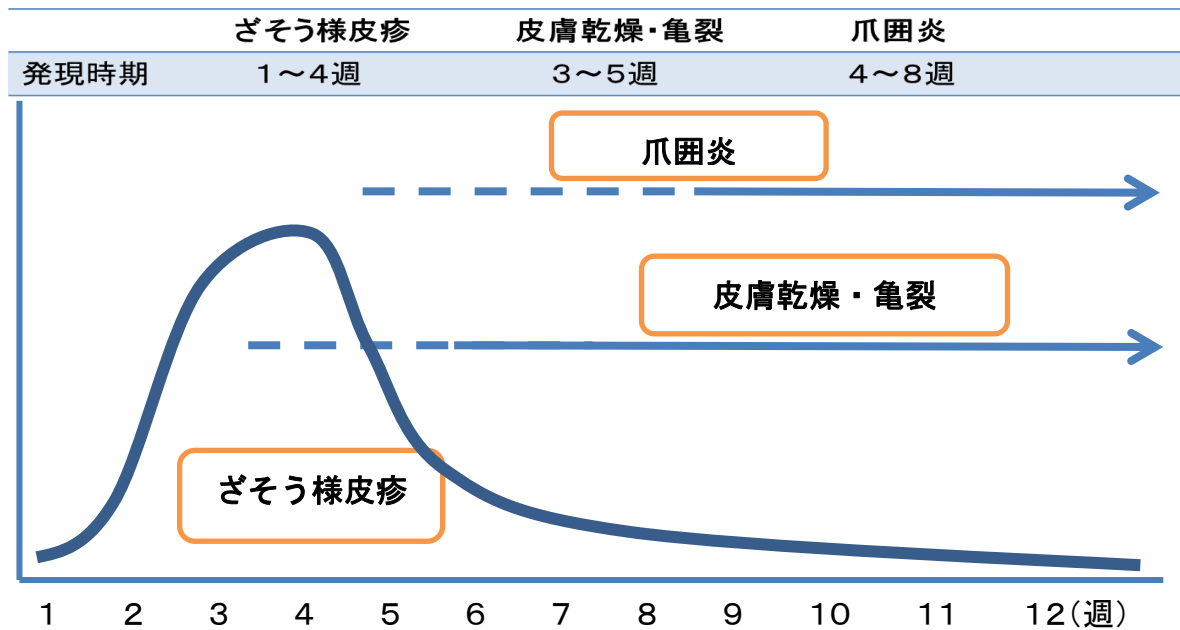 ざそう様皮疹 皮膚乾燥・亀裂 爪囲炎
発現時期 1～4週 3～5週 4～8週
爪囲炎
皮膚乾燥・亀裂
ざそう様皮疹
1 2 3 4 5 6 7 8 9 10 11 12(週)